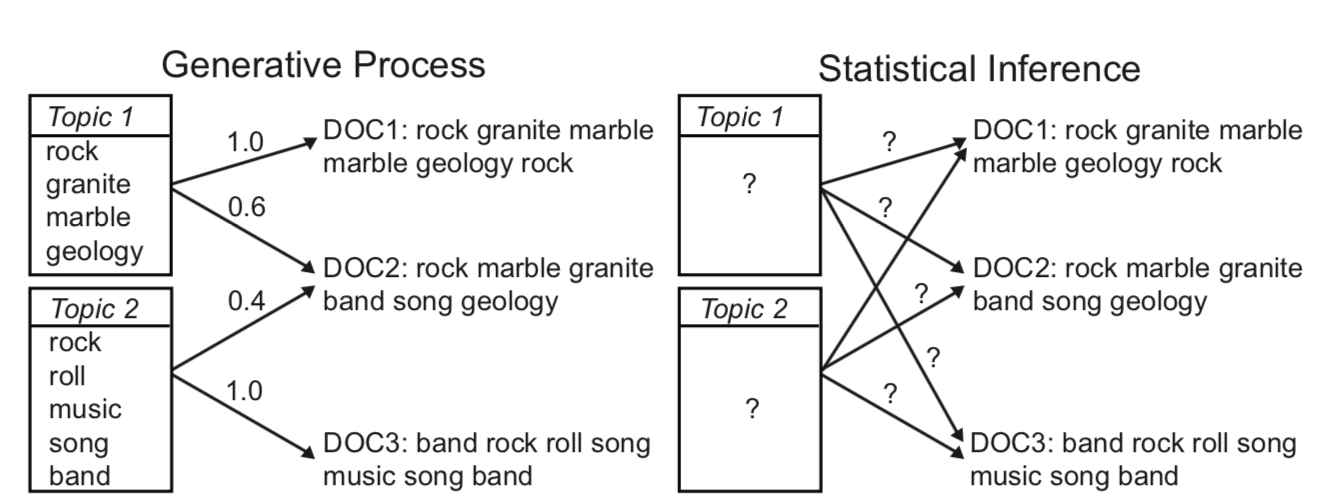 Generative Process
Topic 1
rock
granite
marble
geology
Topic 2
rock
roll
music
song
band
1.0
0.6
0.4
1.0
DOC1: rock granite marble
marble geology rock
DOC2: rock marble granite
band song geology
DOC3: band rock roll song
music song band
Statistical Inference
Topic 1
?
Topic 2
?
?
?
?
?
?
DOC1: rock granite marble
marble geology rock
DOC2: rock marble granite
band song geology
DOC3: band rock roll song
music song band